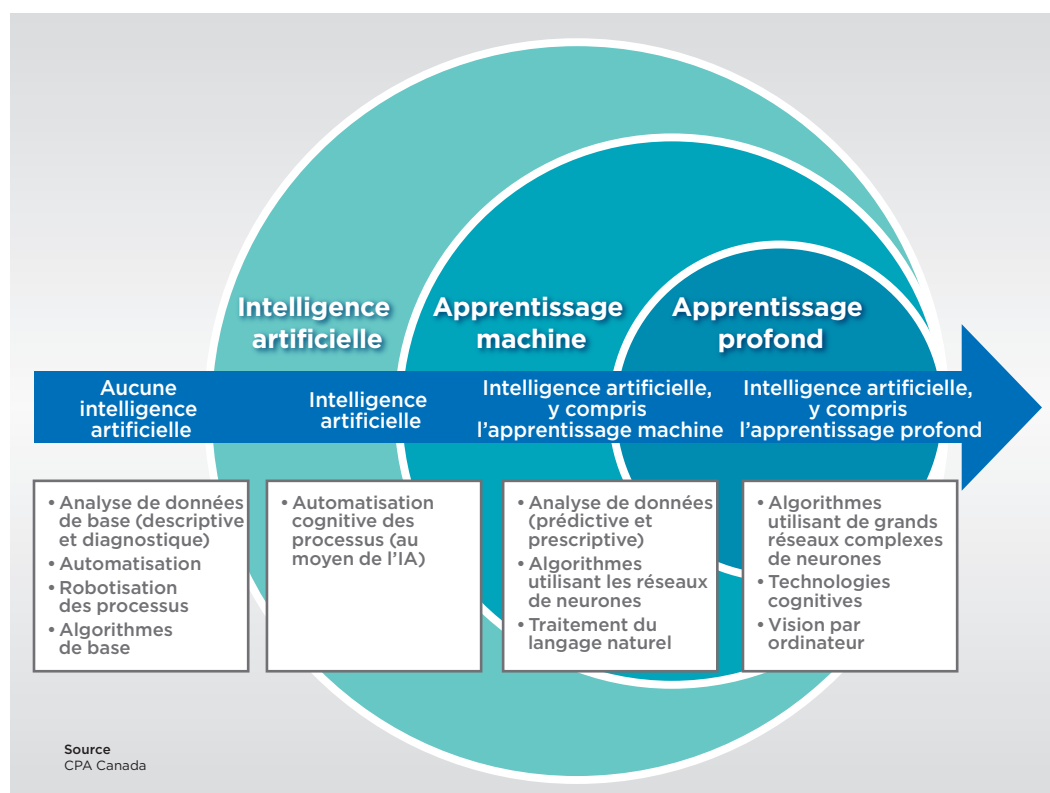 Intelligence
artificielle
Apprentissage
machine
Apprentissage
profond
Aucune
intelligence
artificielle
Intelligence
artificielle
Intelligence artificielle,
y compris
l’apprentissage machine
Intelligence artificielle,
y compris
l’apprentissage profond
• Analyse de données
de base (descriptive
et diagnostique)
• Automatisation
• Robotisation
des processus
• Algorithmes
de base
• Automatisation
cognitive des
processus (au
moyen de l’IA)
• Analyse de données
(prédictive et
prescriptive)
• Algorithmes
utilisant les réseaux
de neurones
• Traitement du
langage naturel
• Algorithmes
utilisant de grands
réseaux complexes
de neurones
• Technologies
cognitives
• Vision par
ordinateur
Source
CPA Canada